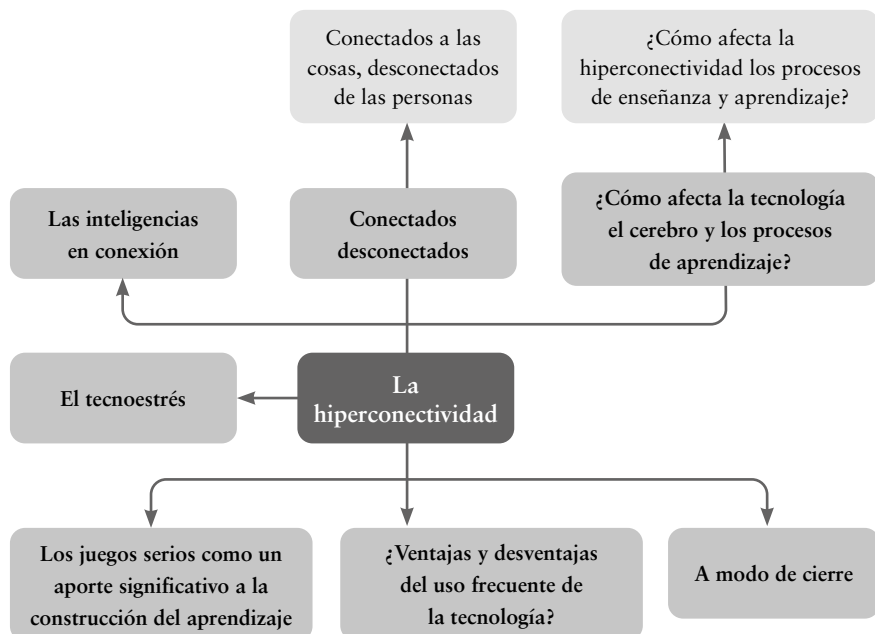 Conectados a las
cosas, desconectados
de las personas
¿Cómo afecta la
hiperconectividad los procesos
de enseñanza y aprendizaje?
Las inteligencias
en conexión
Conectados
desconectados
¿Cómo afecta la tecnología
el cerebro y los procesos
de aprendizaje?
El tecnoestrés
La
hiperconectividad
Los juegos serios como un
aporte significativo a la
construcción del aprendizaje
¿Ventajas y desventajas
del uso frecuente de
la tecnología?
A modo de cierre